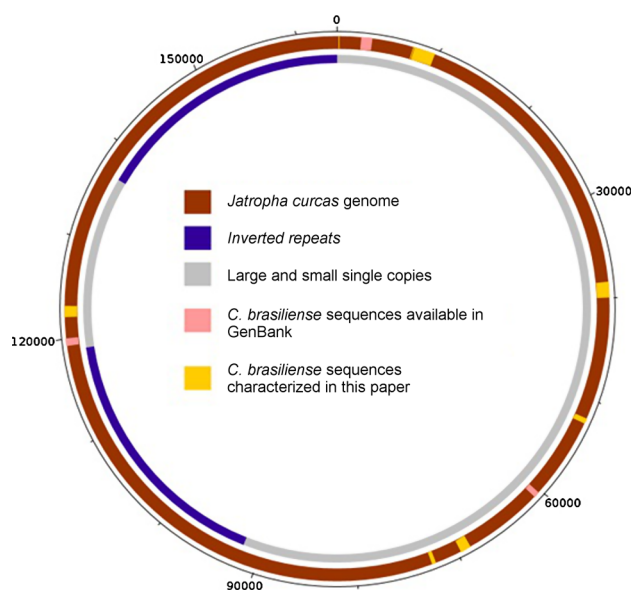 0
150000
30000
Jatropha curcas genome
Inverted repeats
Large and small single copies
C. brasiliense sequences available in
GenBank
120000
C. brasiliense sequences
characterized in this paper
60000
90000